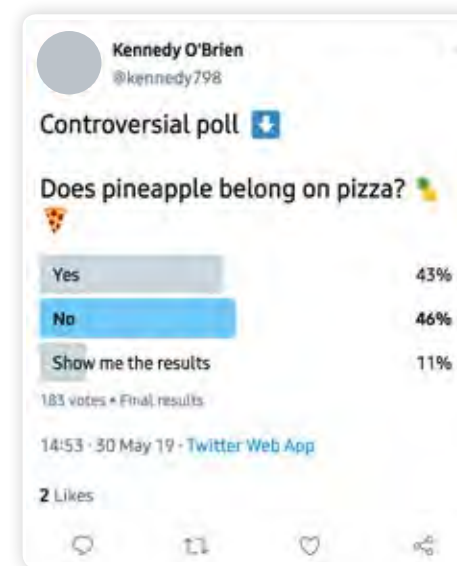 Kennedy O'Brien
@kennedy798
Controversial poll ⬇️
Does pineapple belong on pizza? 🍍
🍕
Yes 43%
No 46%
Show me the results 11%
183 votes • Final results
14:53 · 30 May 19 · Twitter Web App
2 Likes